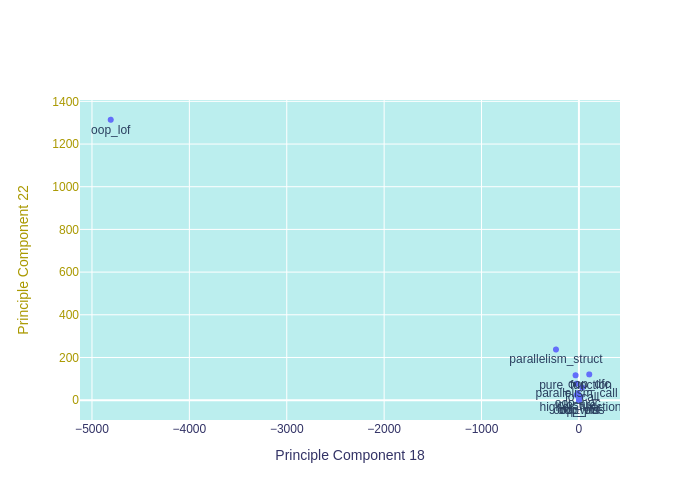 1400
1200
1000
800
600
400
200
0
Principle Component 22
oop_lof
parallelism_struct
pure_function
parallelism_call
−5000
−4000
−3000
−2000
−1000
0
Principle Component 18